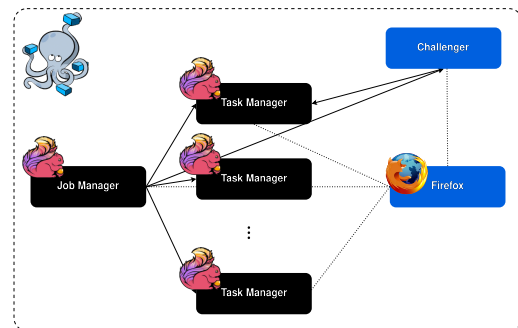 Challenger
Task Manager
Job Manager
Task Manager
Firefox
Task Manager